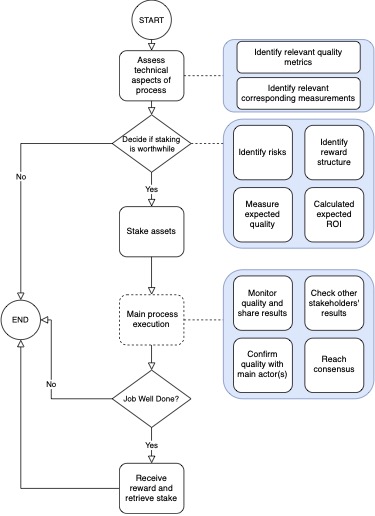 START
Assess
technical
aspects of
process
Identify relevant quality
metrics
Identify relevant
corresponding measurements
Decide if staking
is worthwhile
Identify risks
Identify
reward
structure
Measure
expected
quality
Calculated
expected
ROI
No
Yes
Stake assets
END
Main process
execution
Monitor
quality and
share results
Check other
stakeholders'
results
Confirm
quality with
main actor(s)
Reach
consensus
No
Job Well Done?
Yes
Receive
reward and
retrieve stake